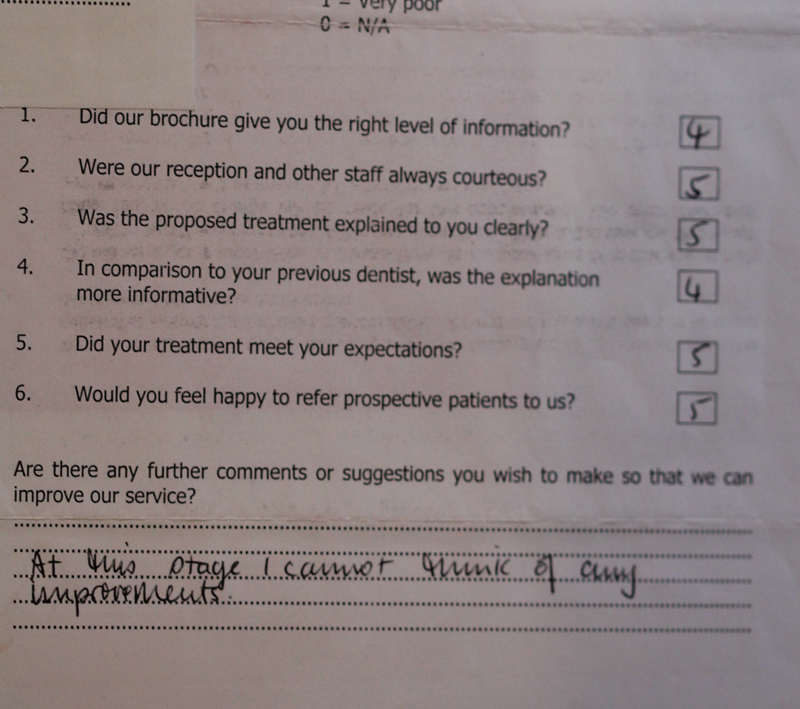 1 = Very poor
0 = N/A
1. Did our brochure give you the right level of information? 4
2. Were our reception and other staff always courteous? 5
3. Was the proposed treatment explained to you clearly? 5
4. In comparison to your previous dentist, was the explanation
more informative? 4
5. Did your treatment meet your expectations? 5
6. Would you feel happy to refer prospective patients to us? 5
Are there any further comments or suggestions you wish to make so that we can
improve our service?
At this stage I cannot think of any
improvements.